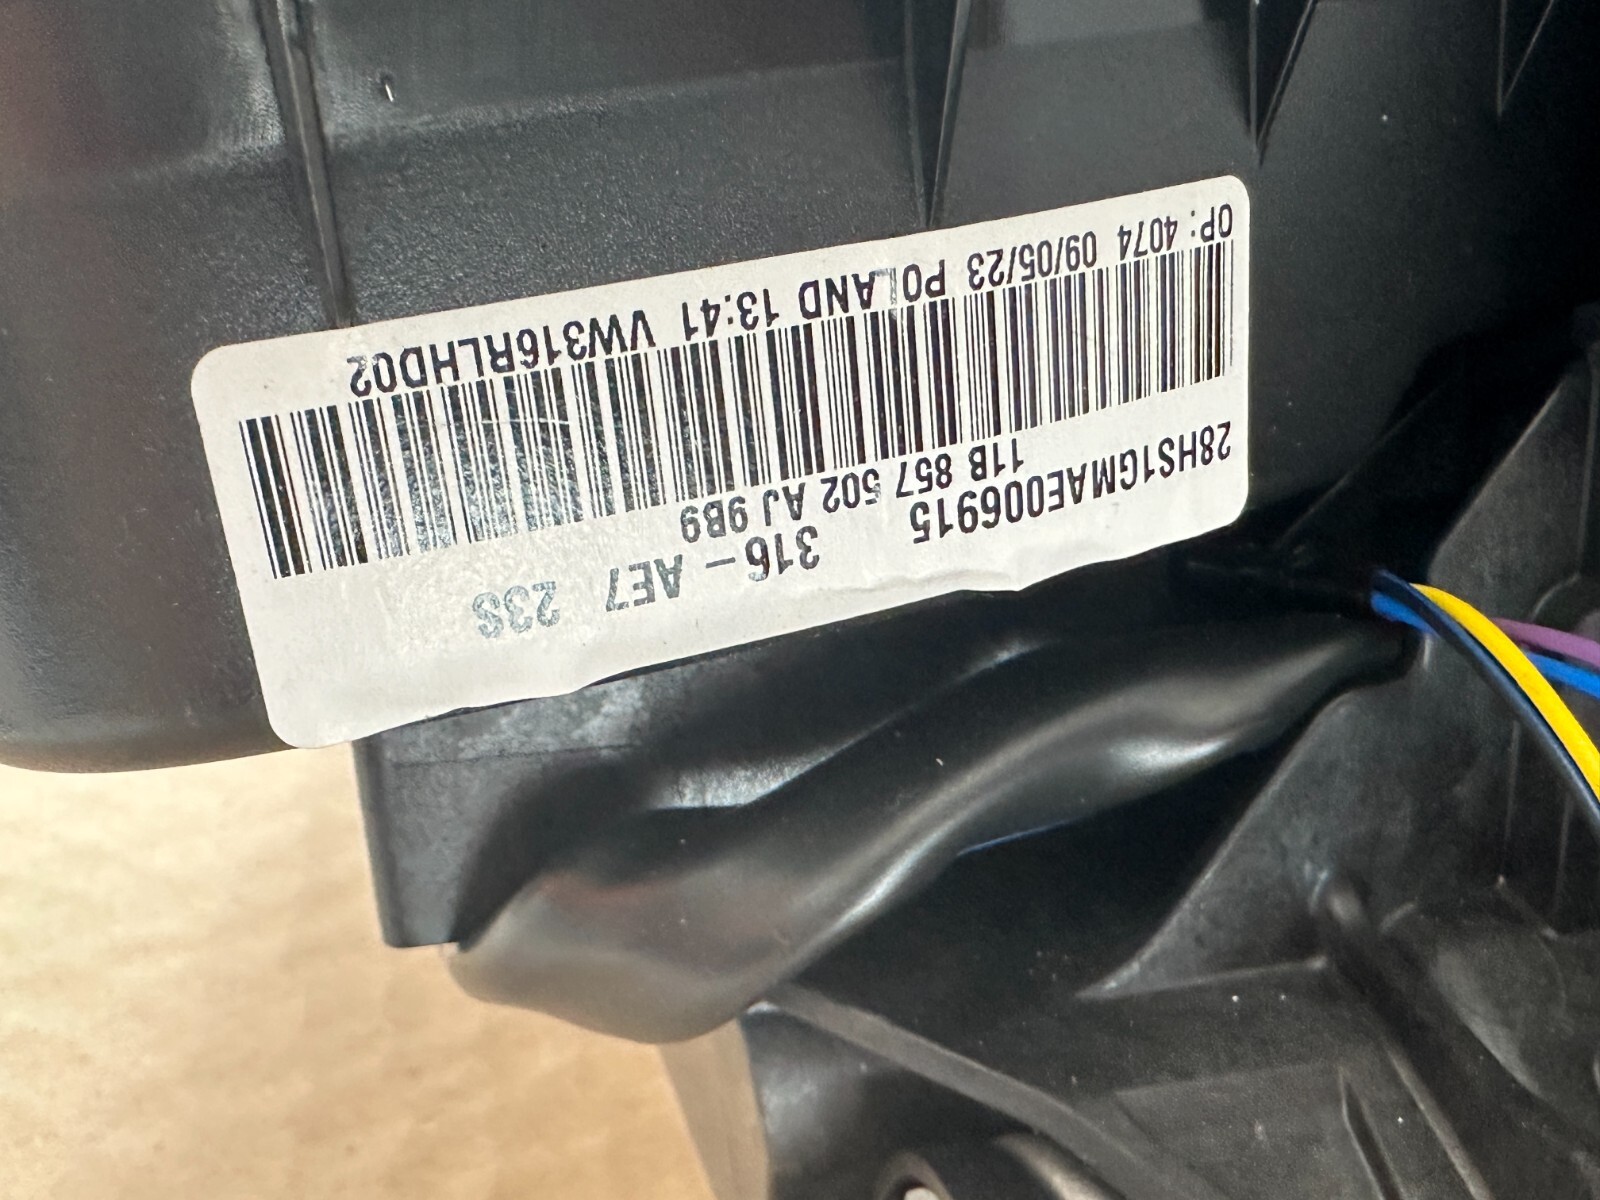 316-AE7 23S
11B 857 502 AJ 9B9
28HS1GMAE006915
OP: 4074 09/05/23 POLAND 13:41 VW316RLHD02